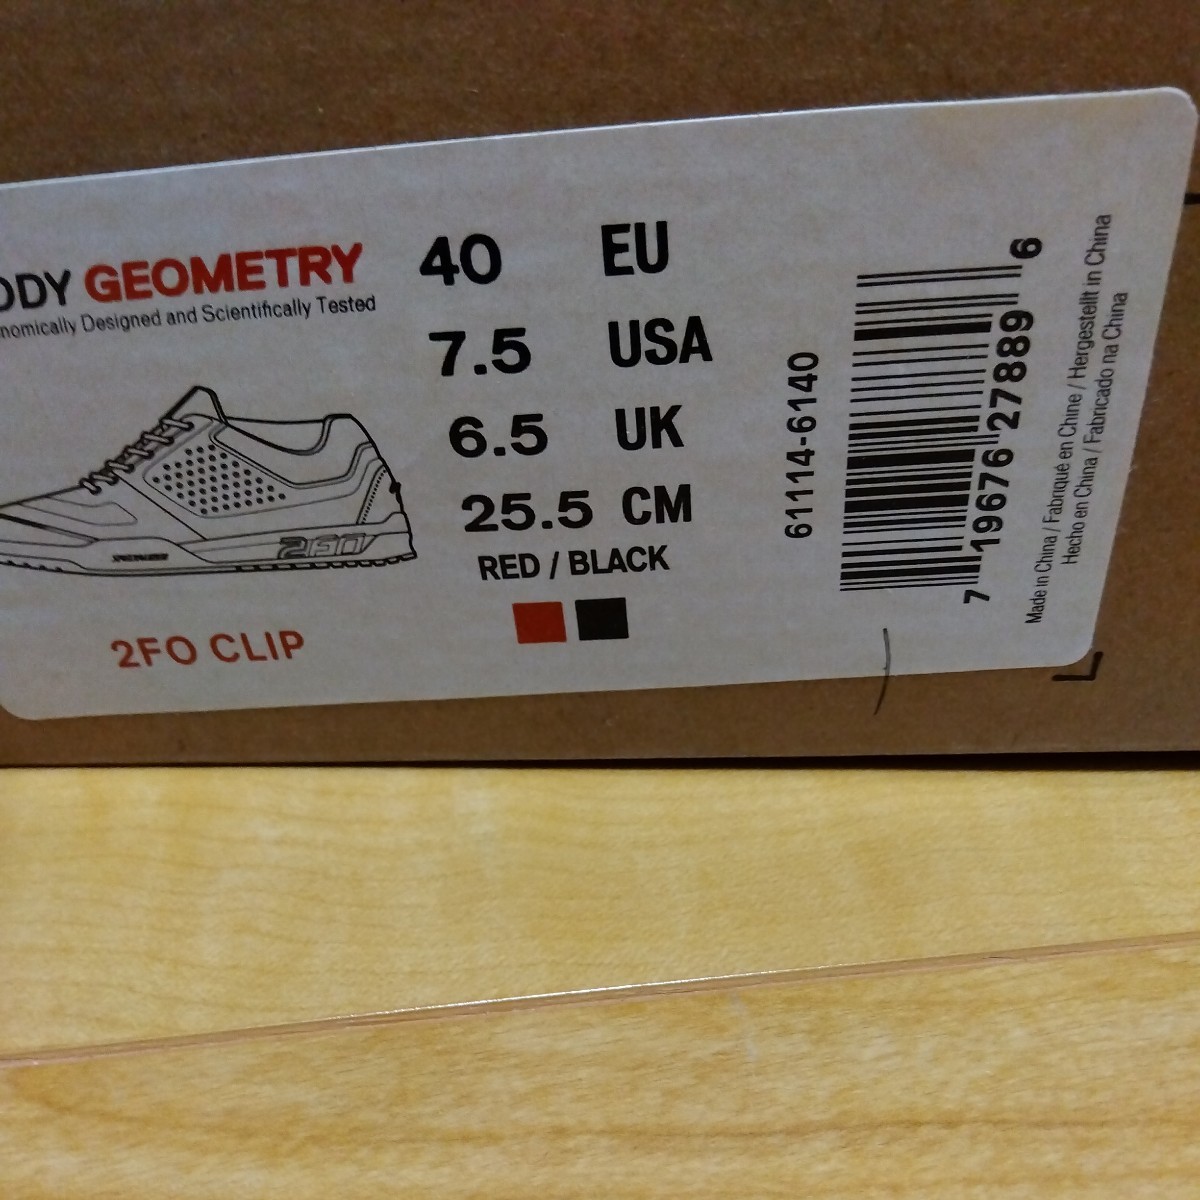 GEOMETRY
Designed and Scientifically Tested
2FO
2FO CLIP
40 EU
7.5 USA
6.5 UK
25.5 CM
RED / BLACK
61114-6140
7 19676 27889 6
Made in China / Fabriqué en Chine / Hergestellt in China
Hecho en China / Fabricado na China